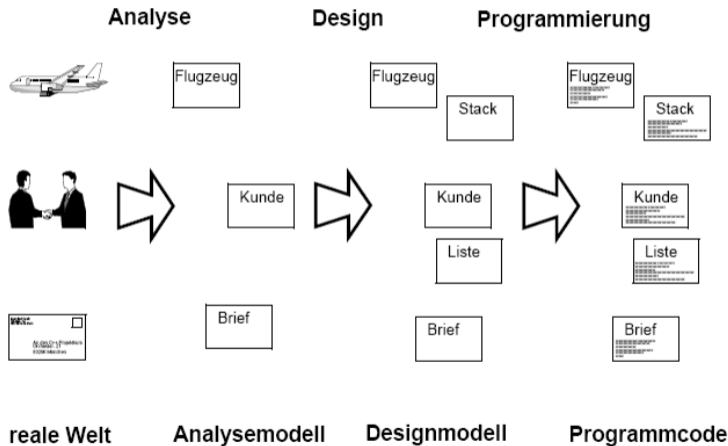 Analyse Design Programmierung
Flugzeug Flugzeug Flugzeug
Stack Stack
Kunde Kunde Kunde
Liste Liste
Brief Brief Brief
reale Welt Analysemodell Designmodell Programmcode